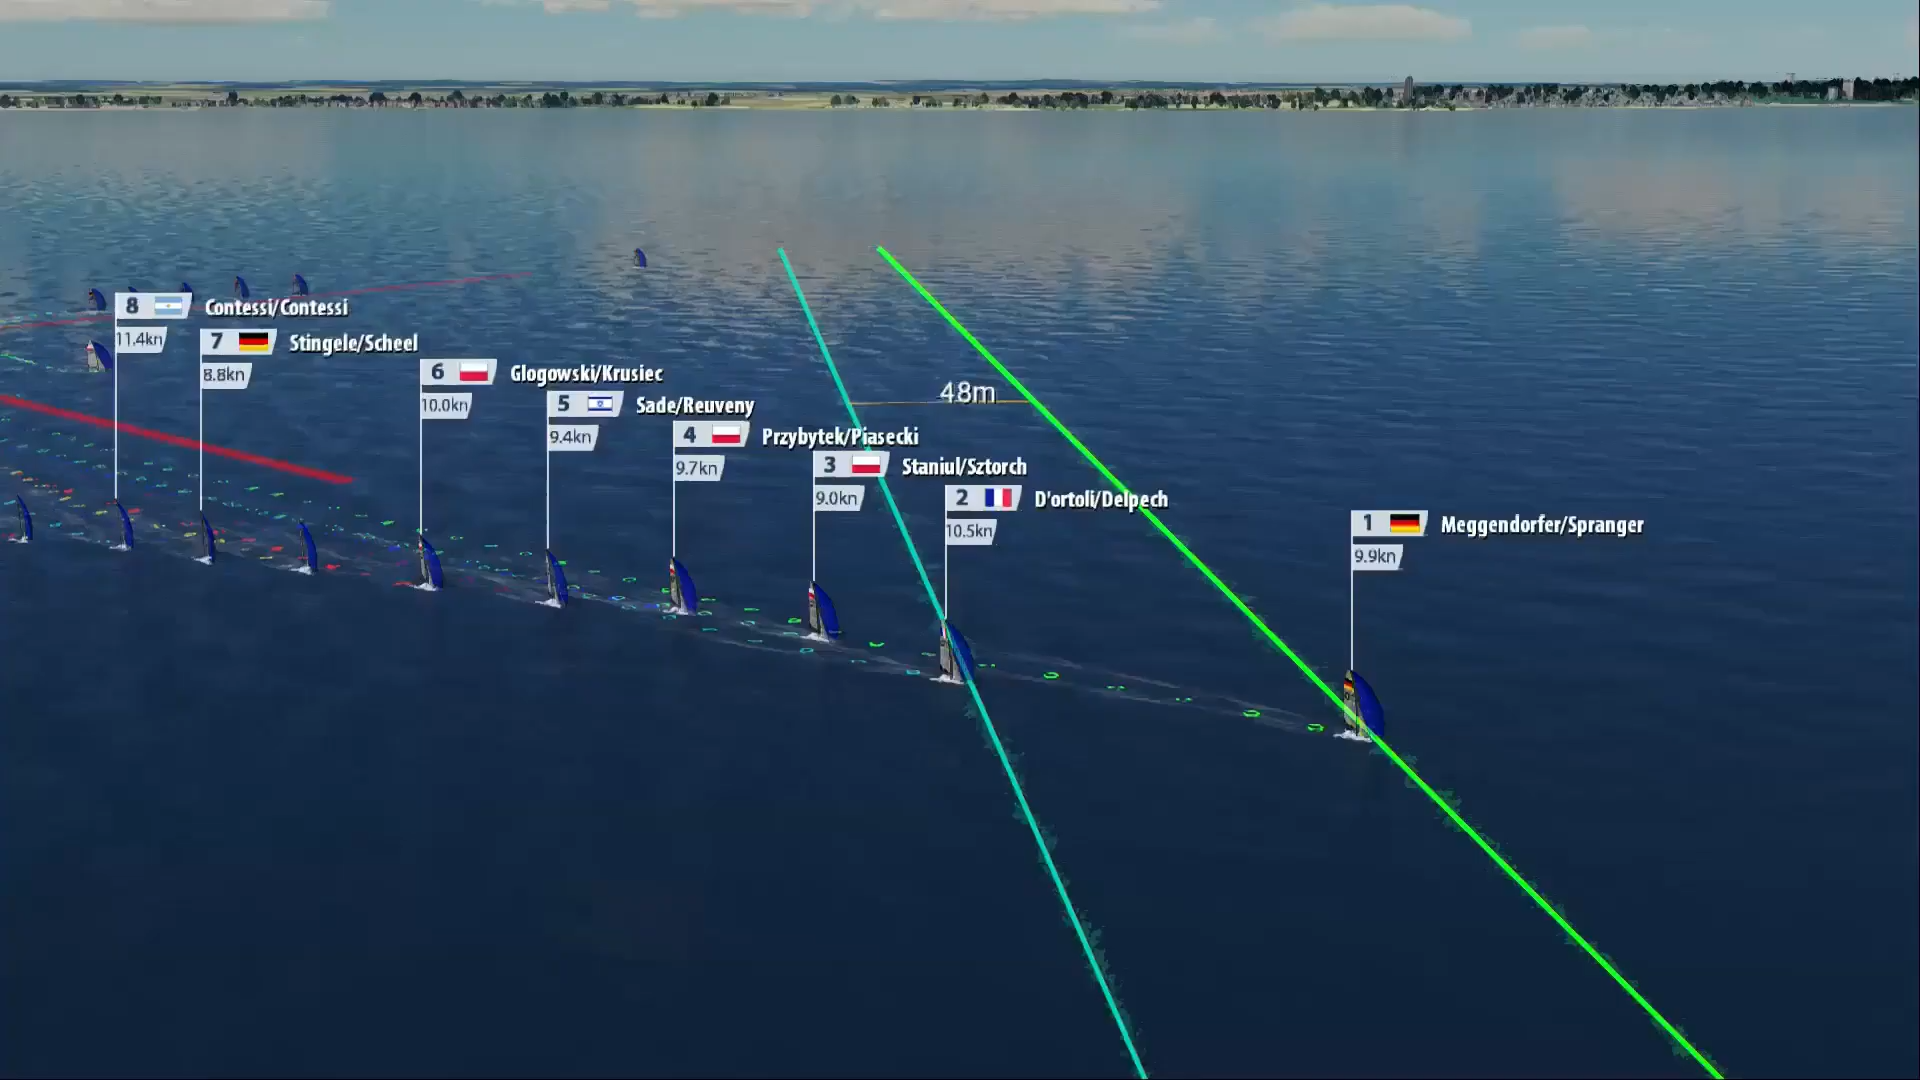 8 Contessi/Contessi
11.4kn
7 Stingele/Scheel
8.8kn
6 Glogowski/Krusiec
10.0kn
5 Sade/Reuveny
9.4kn
4 Przybytek/Piasecki
9.7kn
3 Staniul/Sztorch
9.0kn
2 D'ortoli/Delpech
10.5kn
1 Meggendorfer/Spranger
9.9kn
48m